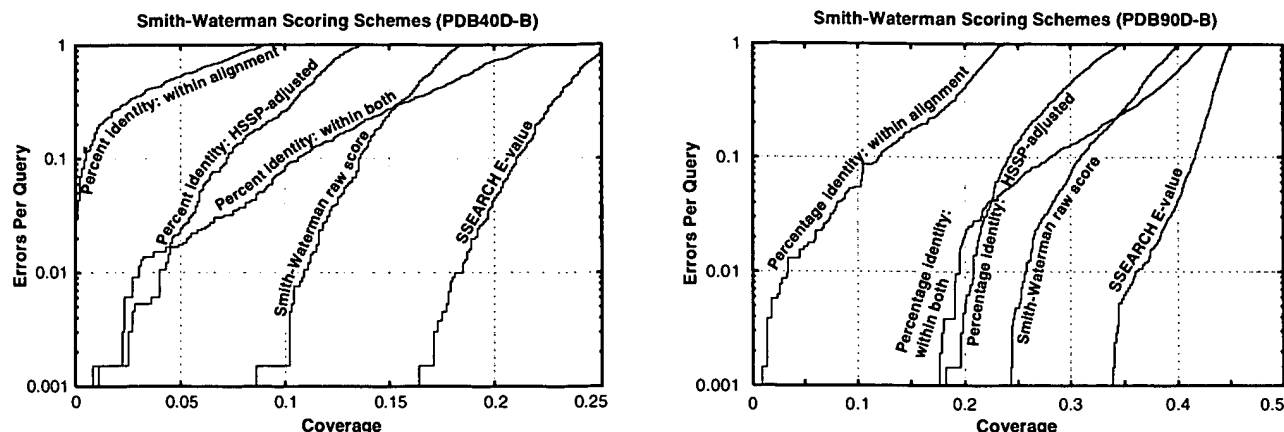 Smith-Waterman Scoring Schemes (PDB40D-B)
Errors Per Query
1
0.1
0.01
0.001
Percent Identity: within alignment
Percent Identity: within alignment
Percent Identity: HSSP-adjusted
Percent Identity: within both
Smith-Waterman raw score
SSEARCH E-value
0
0.05
0.1
0.15
0.2
0.25
Coverage
Smith-Waterman Scoring Schemes (PDB90D-B)
Errors Per Query
1
0.1
0.01
0.001
Percentage identity: within alignment
Percentage identity:
within both
Percentage identity:
HSSP-adjusted
Smith-Waterman raw score
SSEARCH E-value
0
0.1
0.2
0.3
0.4
0.5
Coverage